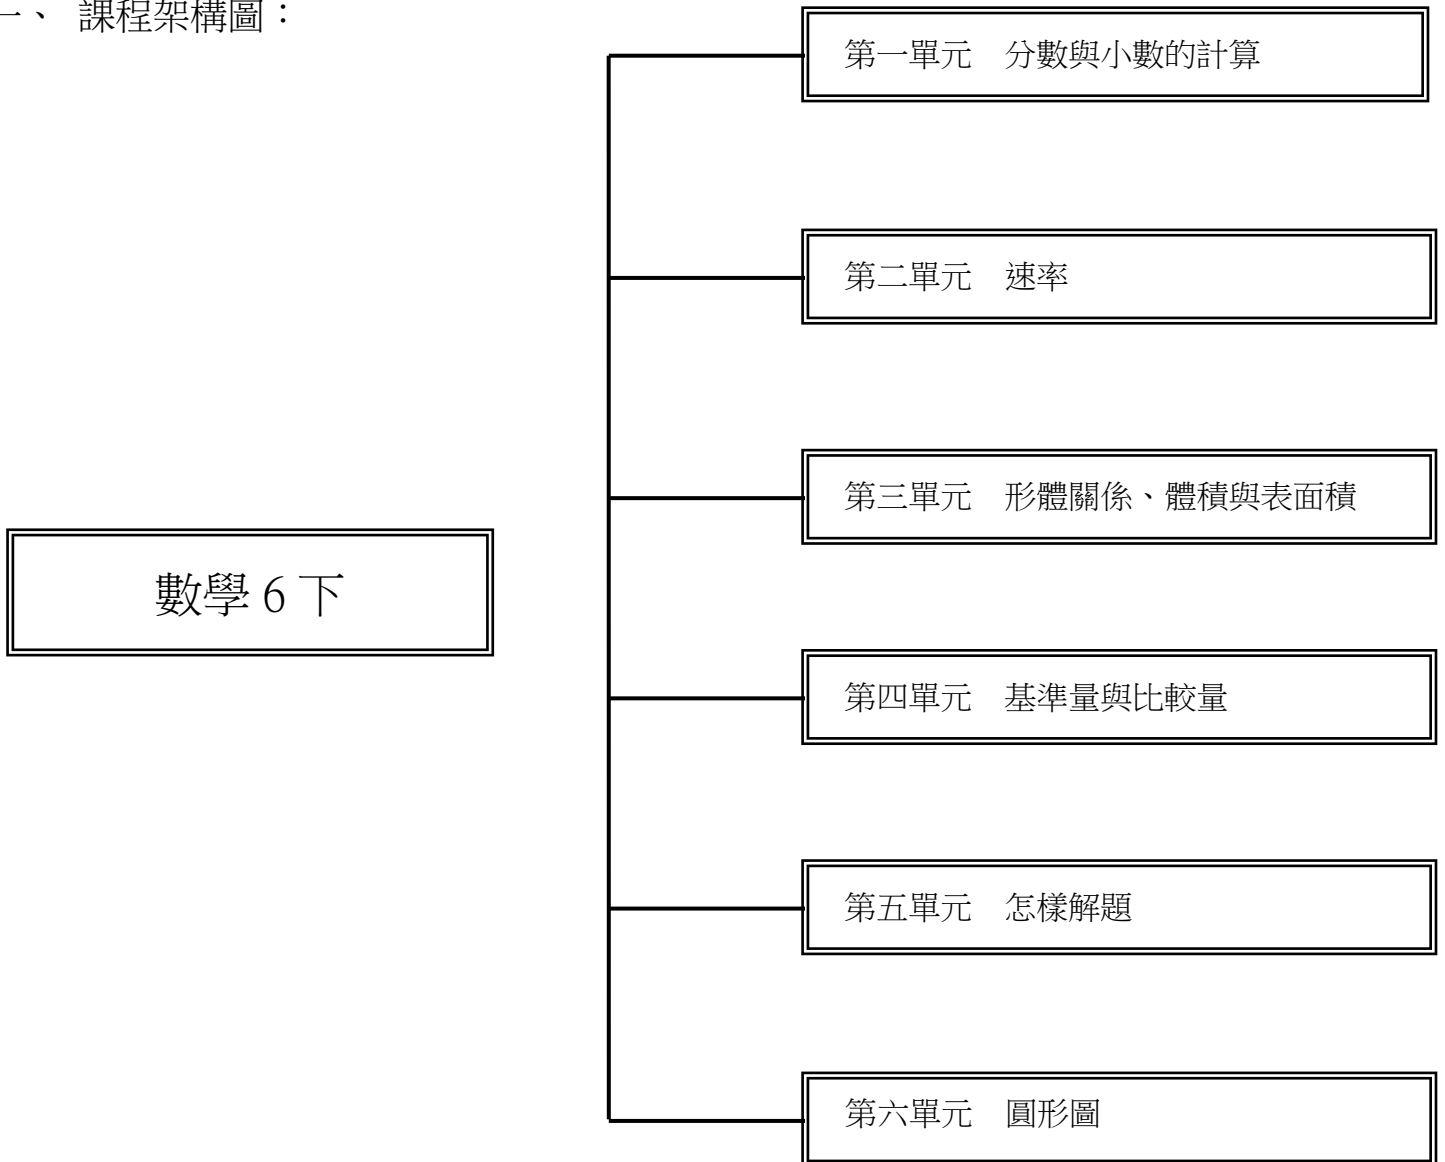 一、 課程架構圖：
第一單元　分數與小數的計算
第二單元　速率
第三單元　形體關係、體積與表面積
數學 6 下
第四單元　基準量與比較量
第五單元　怎樣解題
第六單元　圓形圖